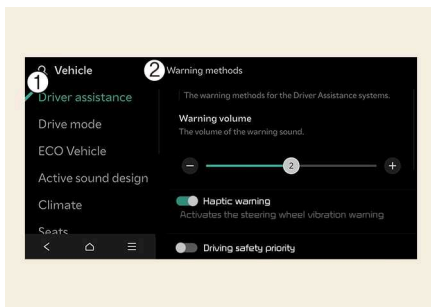 Vehicle
1
2 Warning methods
Driver assistance
Drive mode
ECO Vehicle
Active sound design
Climate
Seats
The warning methods for the Driver Assistance systems.
Warning volume
The volume of the warning sound.
2
Haptic warning
Activates the steering wheel vibration warning
Driving safety priority